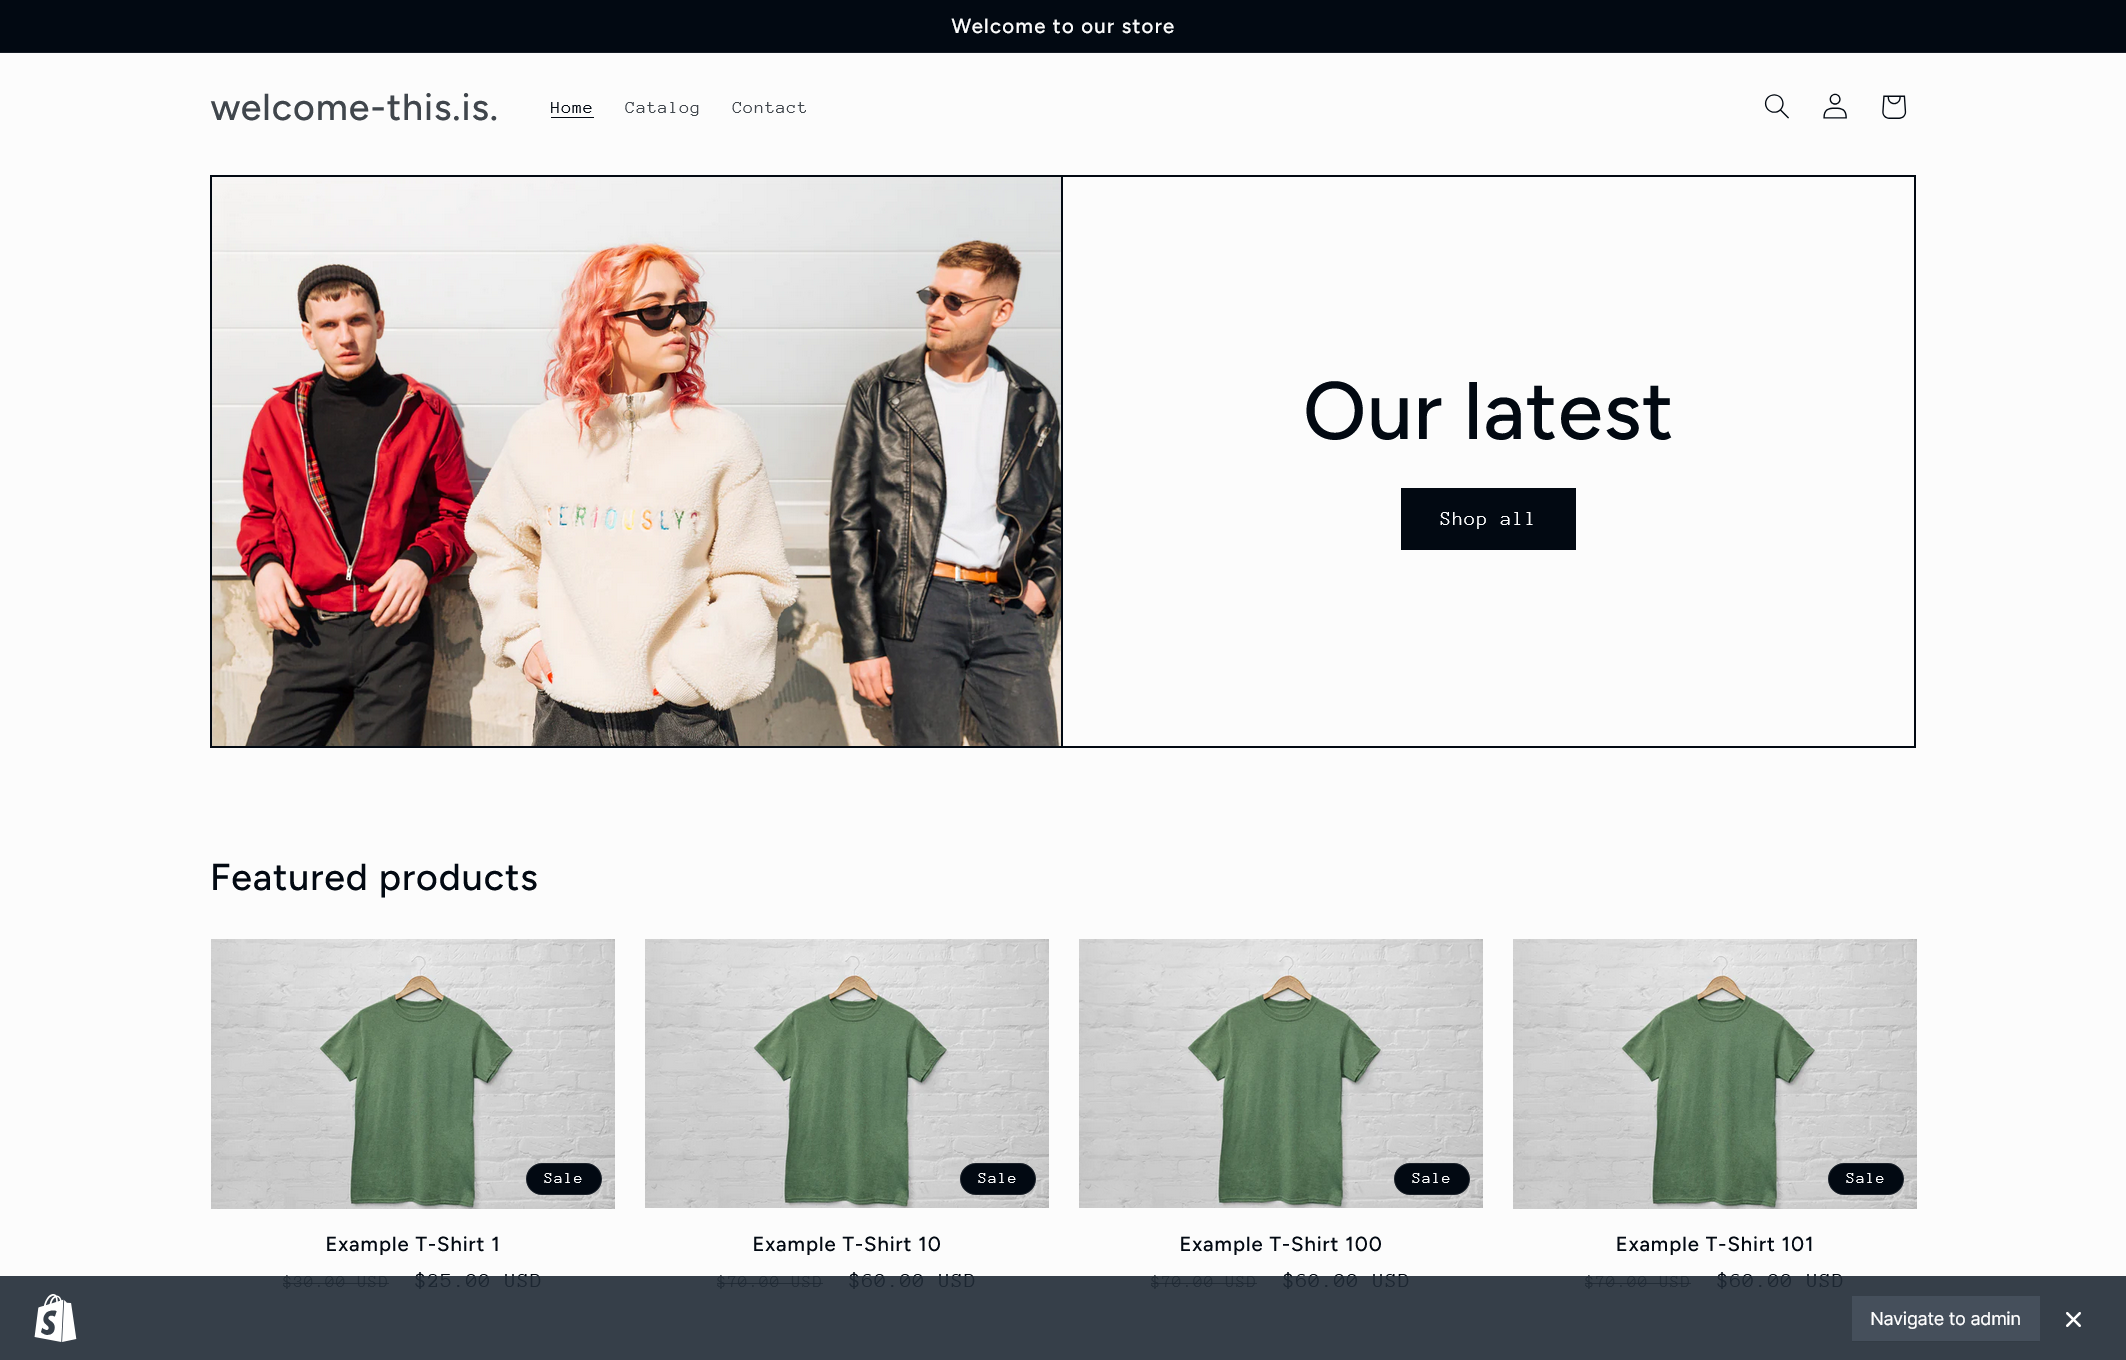 Welcome to our store
welcome-this.is.
Home Catalog Contact
SERIOUSLY?
Our latest
Shop all
Featured products
Sale Sale Sale Sale
Example T-Shirt 1 Example T-Shirt 10 Example T-Shirt 100 Example T-Shirt 101
$30.00 USD $25.00 USD $70.00 USD $60.00 USD $70.00 USD $60.00 USD $70.00 USD $60.00 USD
Navigate to admin